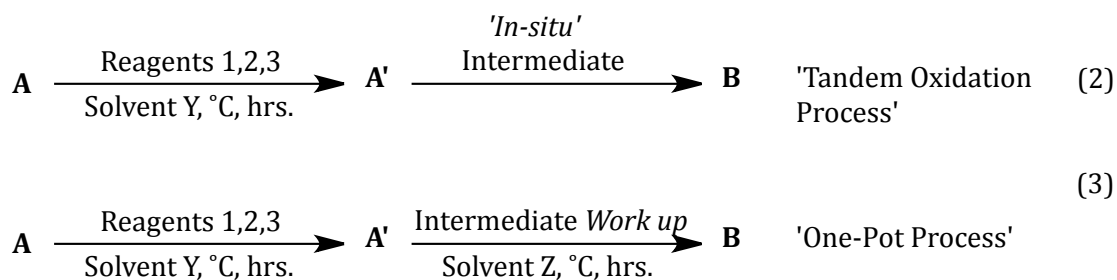 'In-situ'
Reagents 1,2,3 Intermediate
A A' B 'Tandem Oxidation (2)
Solvent Y, °C, hrs. Process'
(3)
Reagents 1,2,3 Intermediate Work up
A A' B 'One-Pot Process'
Solvent Y, °C, hrs. Solvent Z, °C, hrs.